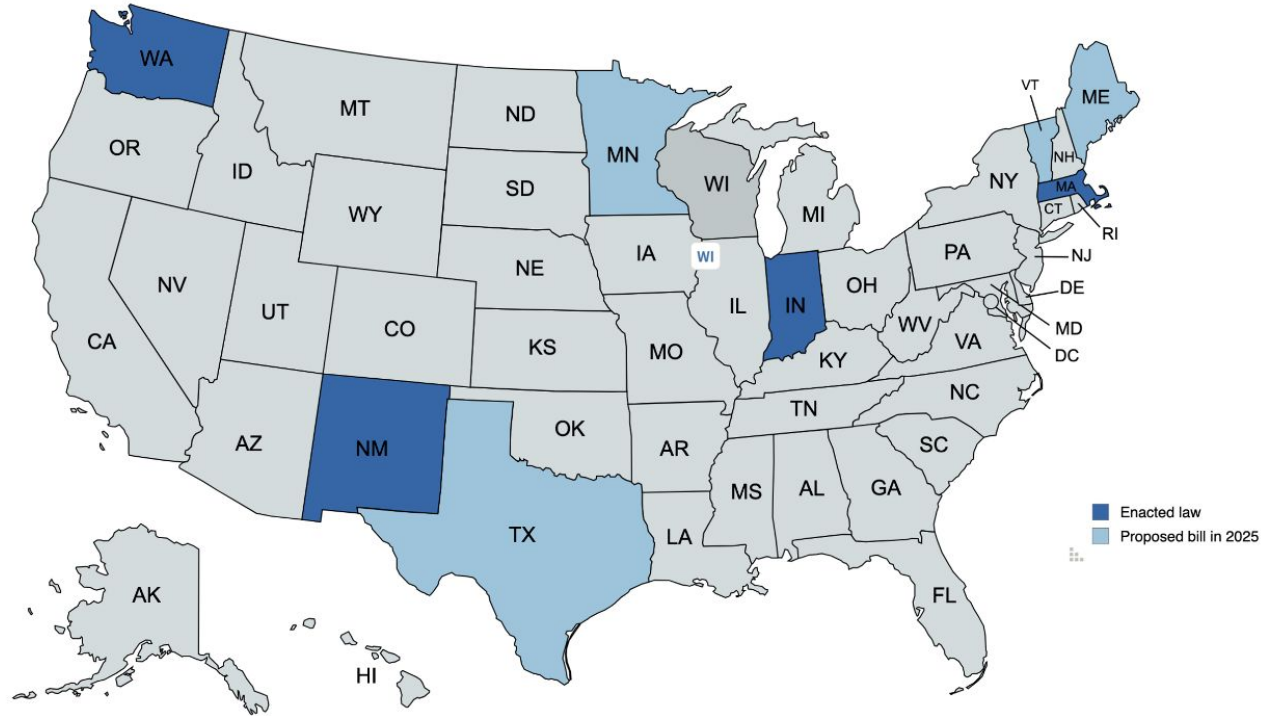 WA
MT
ND
MN
VT
ME
OR
ID
SD
WI
NH
NY
MA
WY
MI
CT
RI
IA
WI
PA
NJ
NE
NV
UT
IL
IN
OH
DE
CO
WV
MD
CA
KS
MO
KY
VA
DC
TN
NC
AZ
NM
OK
AR
SC
MS
AL
GA
TX
LA
Enacted law
Proposed bill in 2025
AK
FL
HI